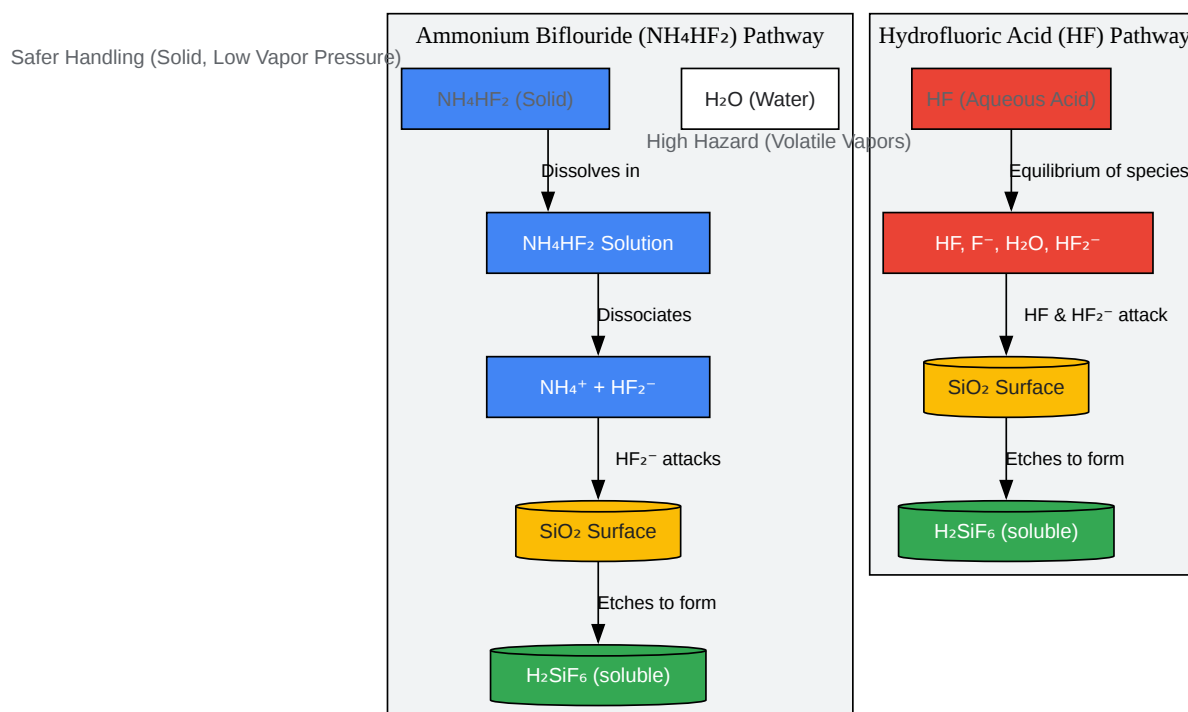 Ammonium Biflouride (NH₄HF₂) Pathway
Hydrofluoric Acid (HF) Pathway
Safer Handling (Solid, Low Vapor Pressure)
NH₄HF₂ (Solid)
H₂O (Water)
HF (Aqueous Acid)
High Hazard (Volatile Vapors)
Dissolves in
Equilibrium of species
NH₄HF₂ Solution
HF, F⁻, H₂O, HF₂⁻
Dissociates
HF & HF₂⁻ attack
NH₄⁺ + HF₂⁻
SiO₂ Surface
HF₂⁻ attacks
Etches to form
SiO₂ Surface
H₂SiF₆ (soluble)
Etches to form
H₂SiF₆ (soluble)